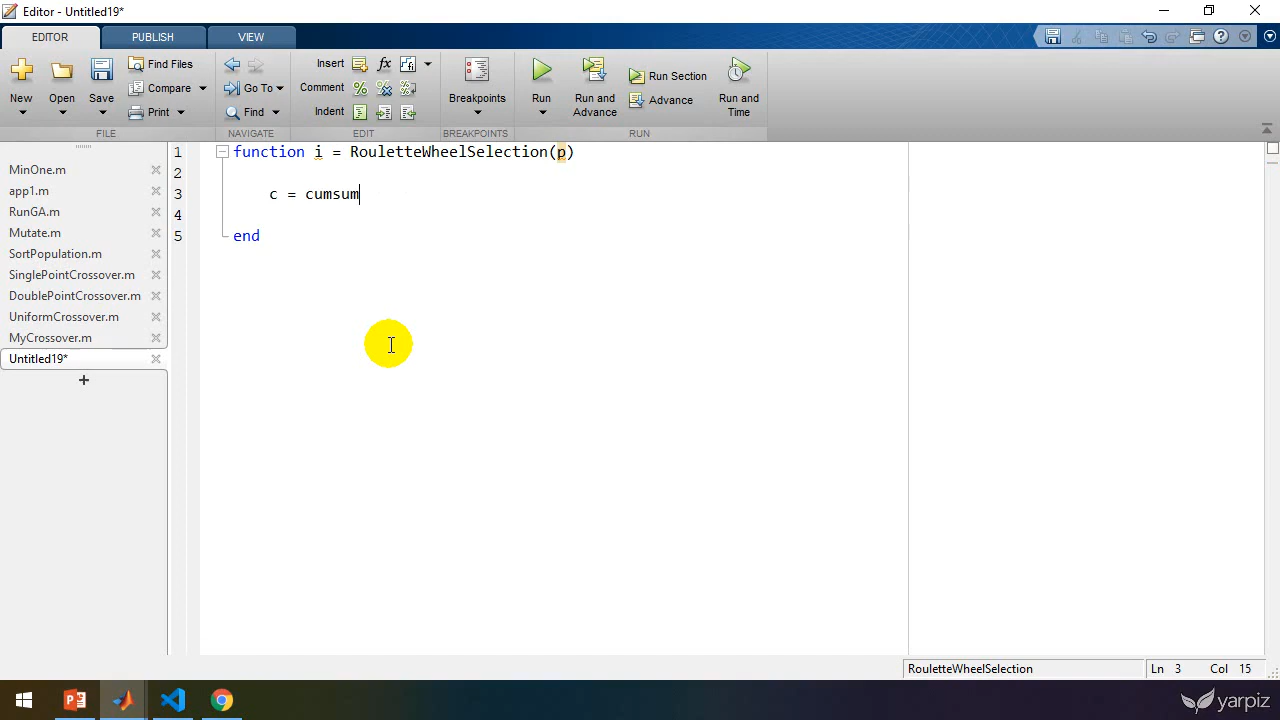 Editor - Untitled19*
EDITOR PUBLISH VIEW
New Open Save Find Files Compare Print
Go To Find
Insert fx
Comment % %
Indent
Breakpoints
Run Run and Advance Run Section Advance Run and Time
FILE NAVIGATE EDIT BREAKPOINTS RUN
MinOne.m
app1.m
RunGA.m
Mutate.m
SortPopulation.m
SinglePointCrossover.m
DoublePointCrossover.m
UniformCrossover.m
MyCrossover.m
Untitled19*
1 function i = RouletteWheelSelection(p)
2
3 c = cumsum
4
5 end
RouletteWheelSelection Ln 3 Col 15
yarpiz